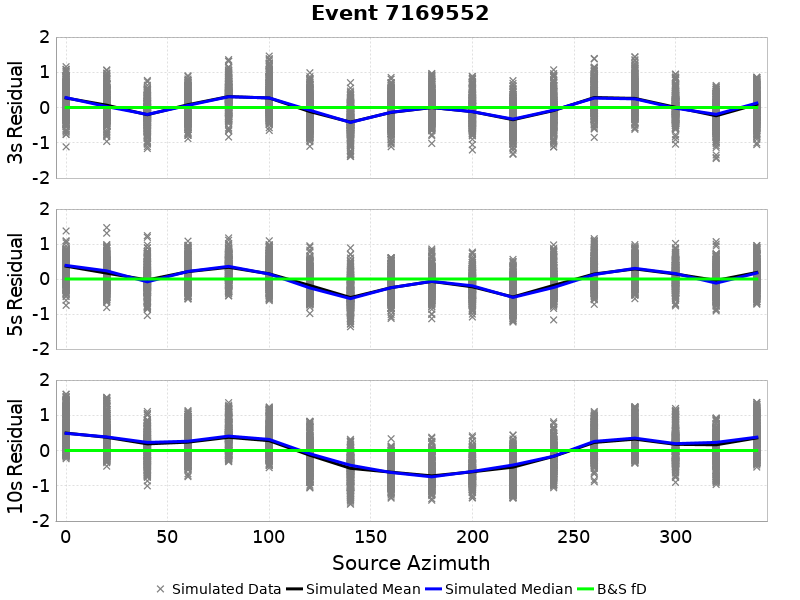 Event 7169552
3s Residual
2
1
0
-1
-2
5s Residual
2
1
0
-1
-2
10s Residual
2
1
0
-1
-2
0 50 100 150 200 250 300
Source Azimuth
Simulated Data Simulated Mean Simulated Median B&S fD